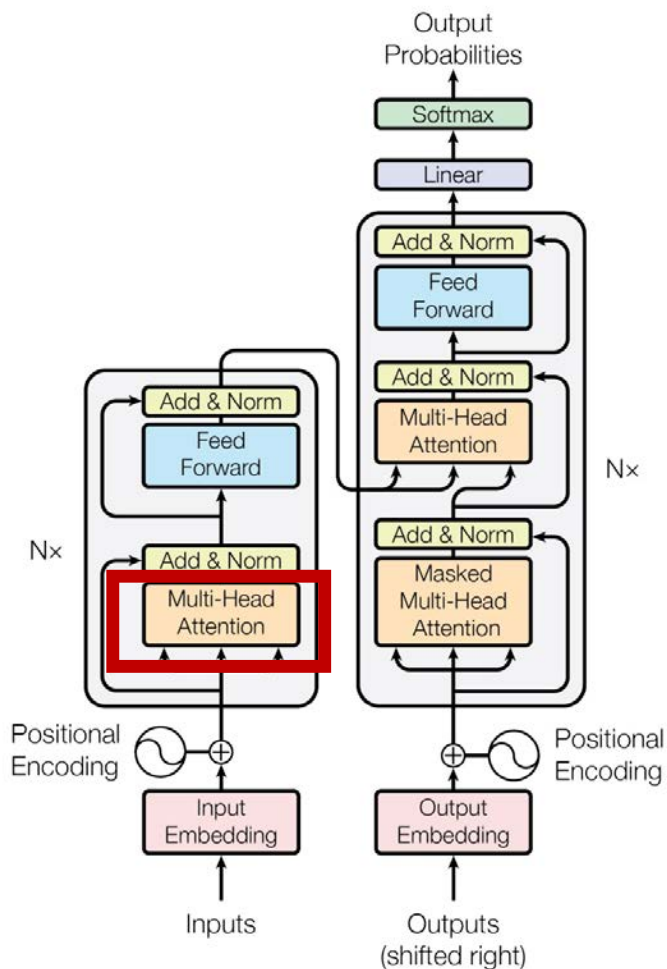 Output
Probabilities
Softmax
Linear
Add & Norm
Feed
Forward
Add & Norm
Multi-Head
Attention
Add & Norm
Masked
Multi-Head
Attention
Nx
Add & Norm
Feed
Forward
Add & Norm
Multi-Head
Attention
Nx
Positional
Encoding
Positional
Encoding
Input
Embedding
Output
Embedding
Inputs
Outputs
(shifted right)